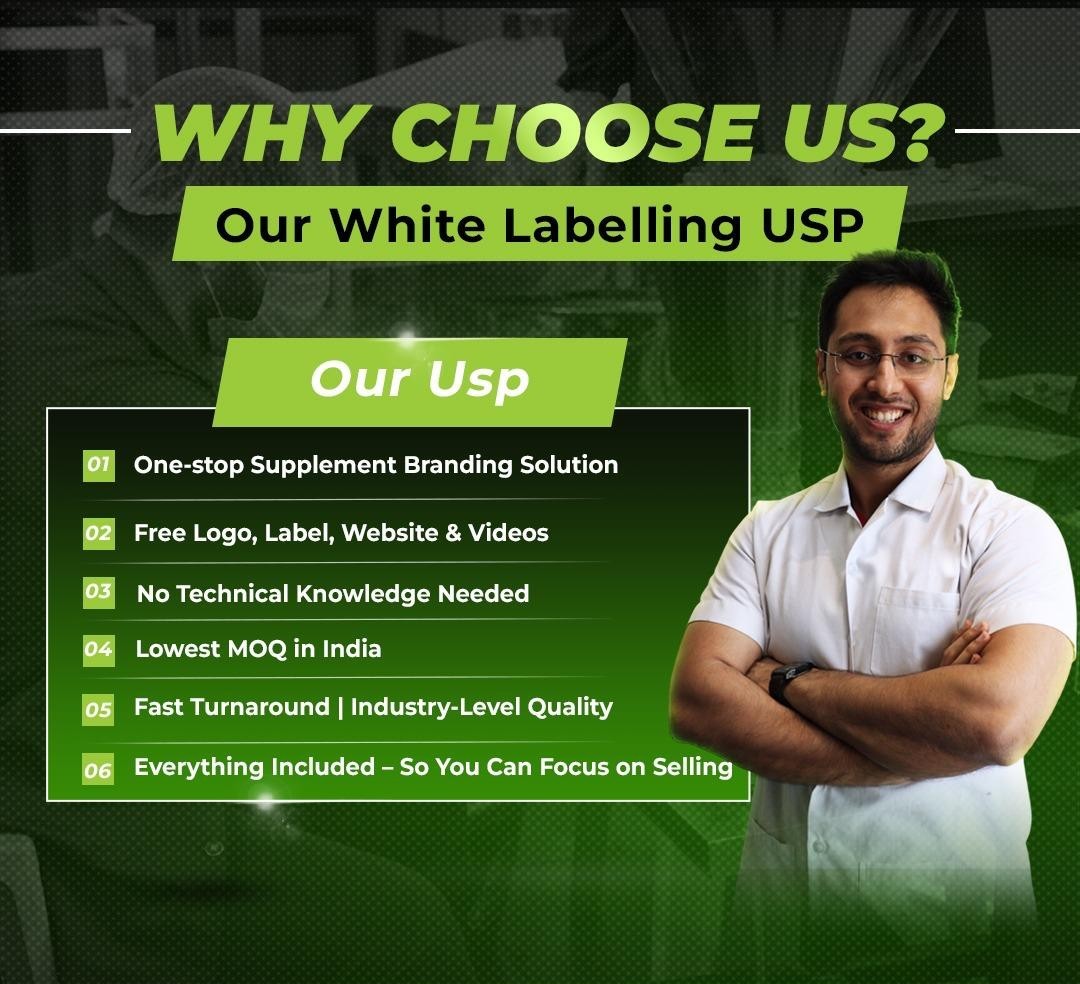 WHY CHOOSE US?
Our White Labelling USP
Our Usp
01 One-stop Supplement Branding Solution
02 Free Logo, Label, Website & Videos
03 No Technical Knowledge Needed
04 Lowest MOQ in India
05 Fast Turnaround | Industry-Level Quality
06 Everything Included – So You Can Focus on Selling